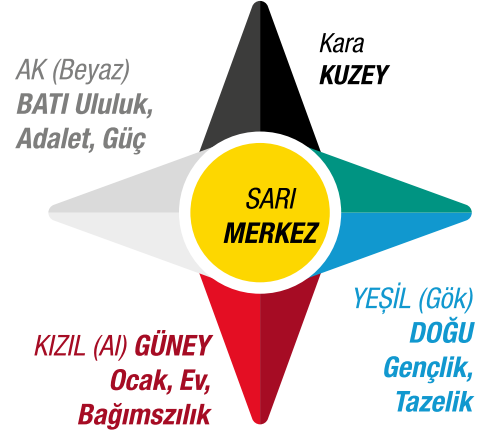 Kara
KUZEY
AK (Beyaz)
BATI Ululuk,
Adalet, Güç
SARI
MERKEZ
YEŞİL (Gök)
DOĞU
Gençlik,
Tazelik
KIZIL (Al) GÜNEY
Ocak, Ev,
Bağımszılık